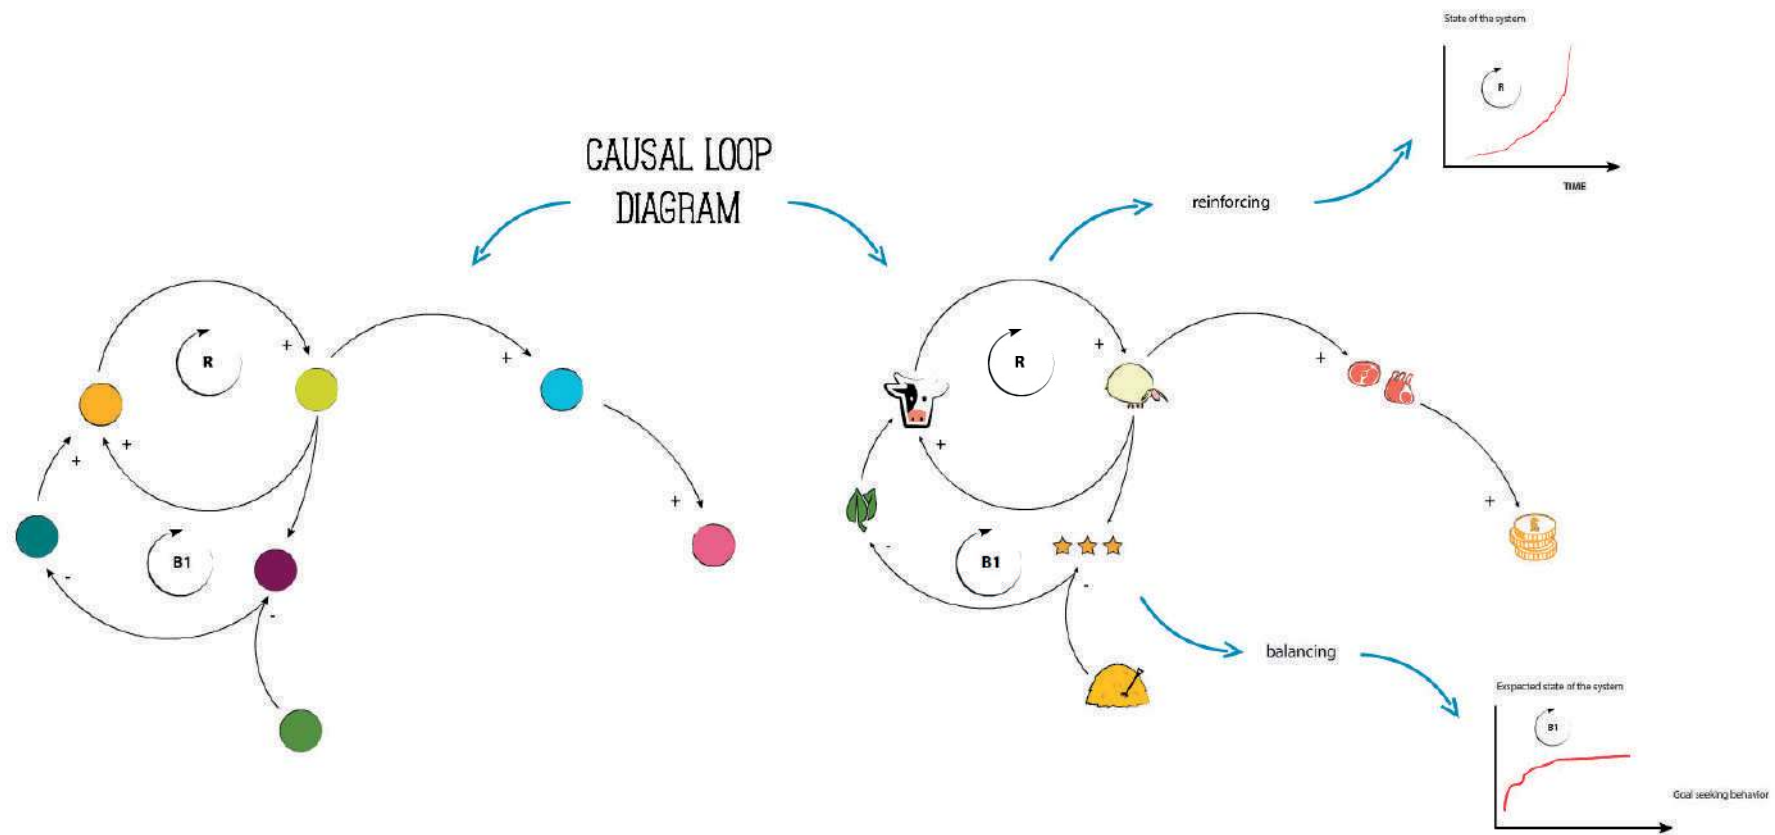 State of the system
R
TIME
CAUSAL LOOP
DIAGRAM
reinforcing
R
+
+
+
+
+
-
B1
-
+
R
+
+
+
+
-
B1
-
balancing
Exspected state of the system
B1
Goal seeking behavior